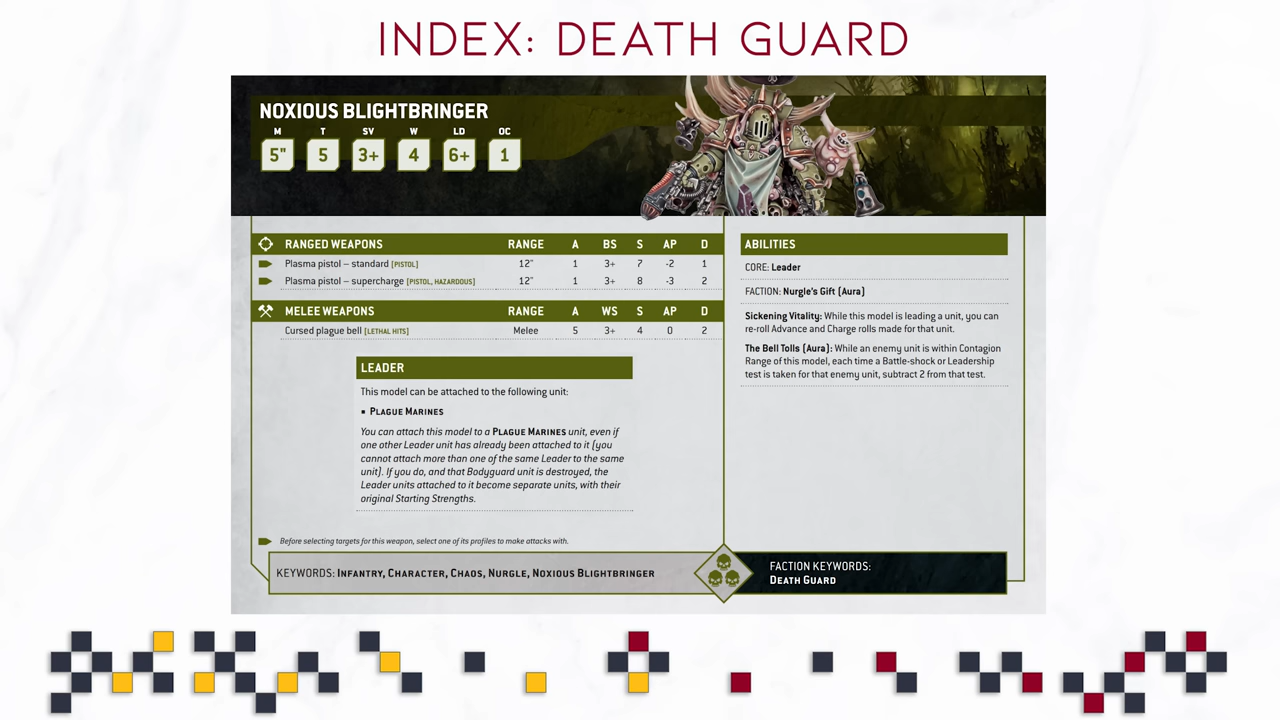 INDEX: DEATH GUARD
NOXIOUS BLIGHTBRINGER
M T SV W LD OC
5" 5 3+ 4 6+ 1
RANGED WEAPONS RANGE A BS S AP D
Plasma pistol – standard [PISTOL] 12" 1 3+ 7 -2 1
Plasma pistol – supercharge [PISTOL, HAZARDOUS] 12" 1 3+ 8 -3 2
MELEE WEAPONS RANGE A WS S AP D
Cursed plague bell [LETHAL HITS] Melee 5 3+ 4 0 2
LEADER
This model can be attached to the following unit:
▪ PLAGUE MARINES
You can attach this model to a PLAGUE MARINES unit, even if
one other Leader unit has already been attached to it (you
cannot attach more than one of the same Leader to the same
unit). If you do, and that Bodyguard unit is destroyed, the
Leader units attached to it become separate units, with their
original Starting Strengths.
Before selecting targets for this weapon, select one of its profiles to make attacks with.
ABILITIES
CORE: Leader
FACTION: Nurgle's Gift (Aura)
Sickening Vitality: While this model is leading a unit, you can
re-roll Advance and Charge rolls made for that unit.
The Bell Tolls (Aura): While an enemy unit is within Contagion
Range of this model, each time a Battle-shock or Leadership
test is taken for that enemy unit, subtract 2 from that test.
KEYWORDS: INFANTRY, CHARACTER, CHAOS, NURGLE, NOXIOUS BLIGHTBRINGER
FACTION KEYWORDS:
DEATH GUARD